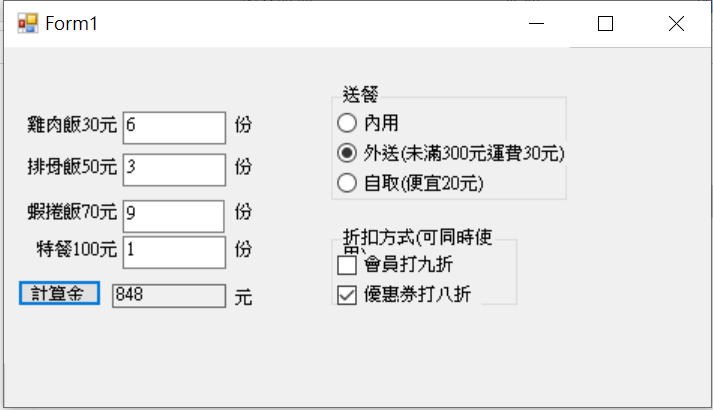 Form1
雞肉飯30元 6 份
排骨飯50元 3 份
蝦捲飯70元 9 份
特餐100元 1 份
計算金 848 元
送餐
內用
外送(未滿300元運費30元)
自取(便宜20元)
折扣方式(可同時使
用)
會員打九折
優惠券打八折